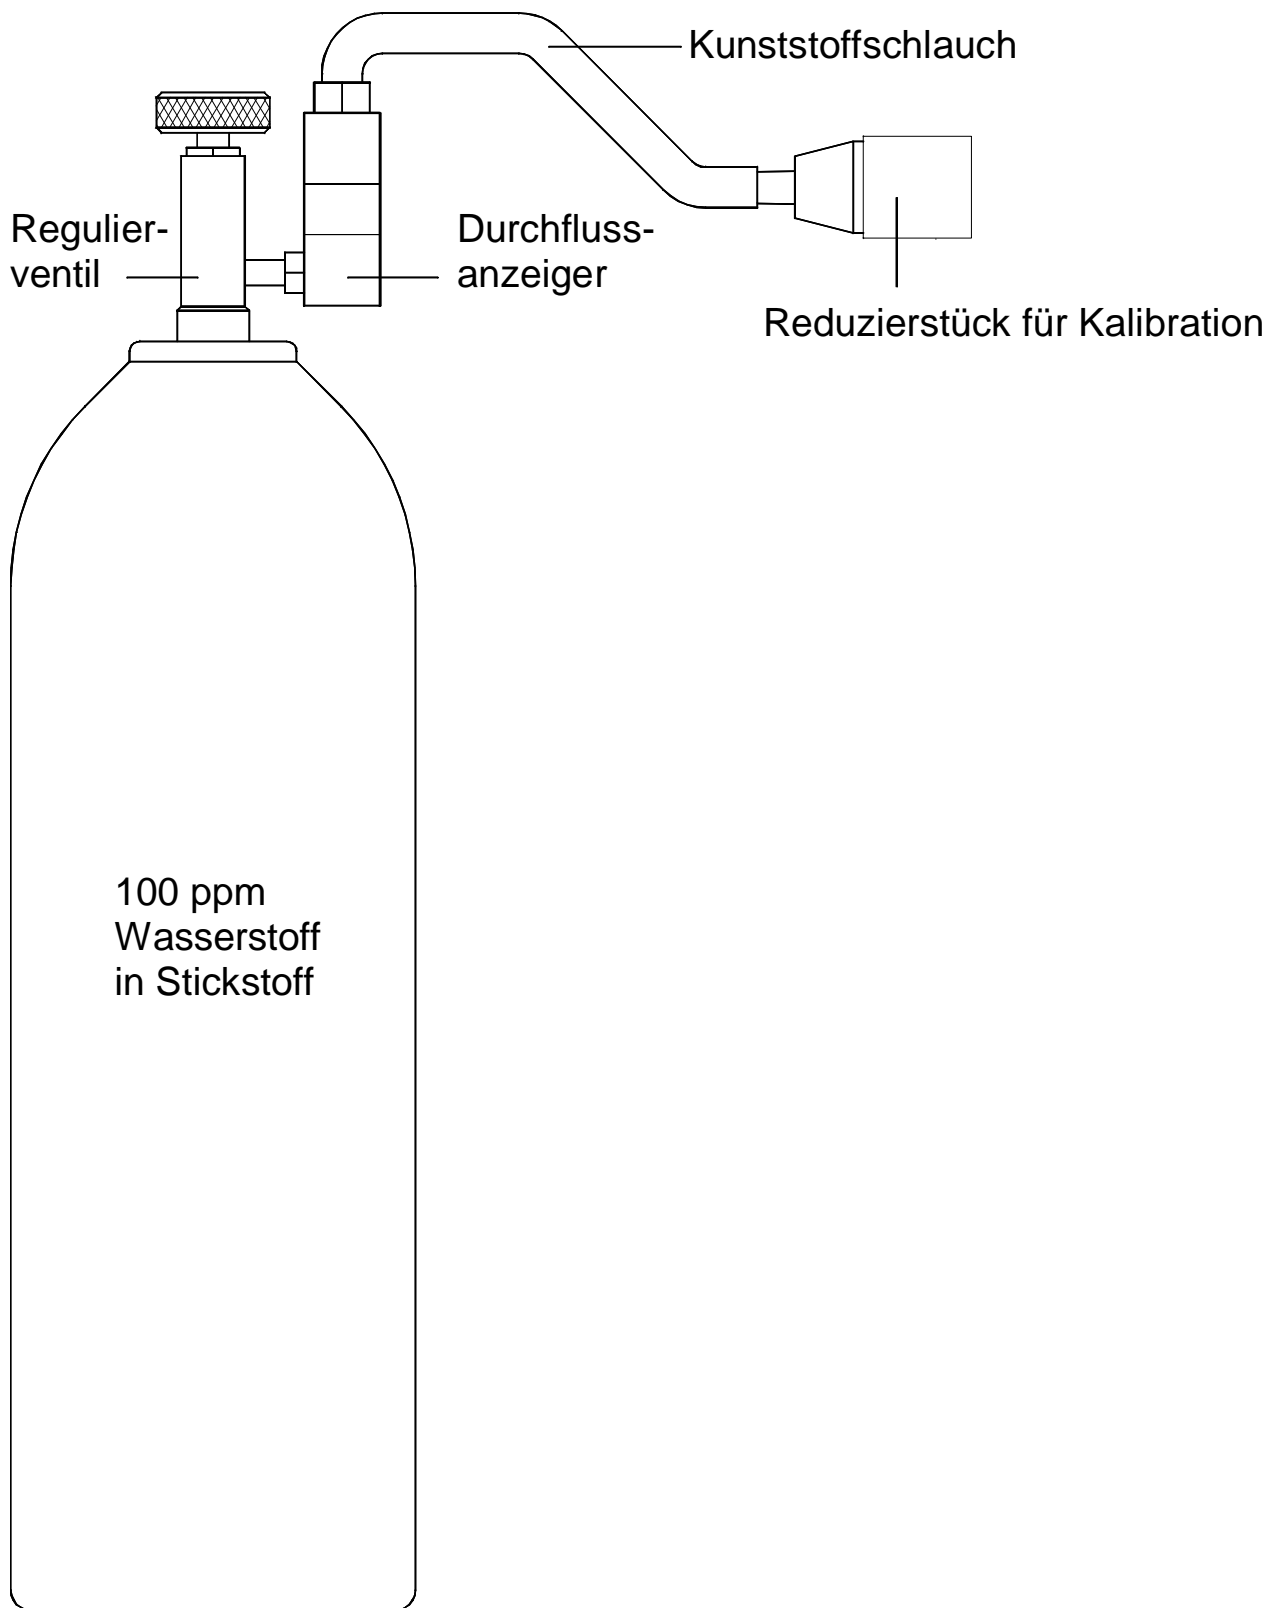 Kunststoffschlauch
Regulier-
ventil
Durchfluss-
anzeiger
Reduzierstück für Kalibration
100 ppm
Wasserstoff
in Stickstoff